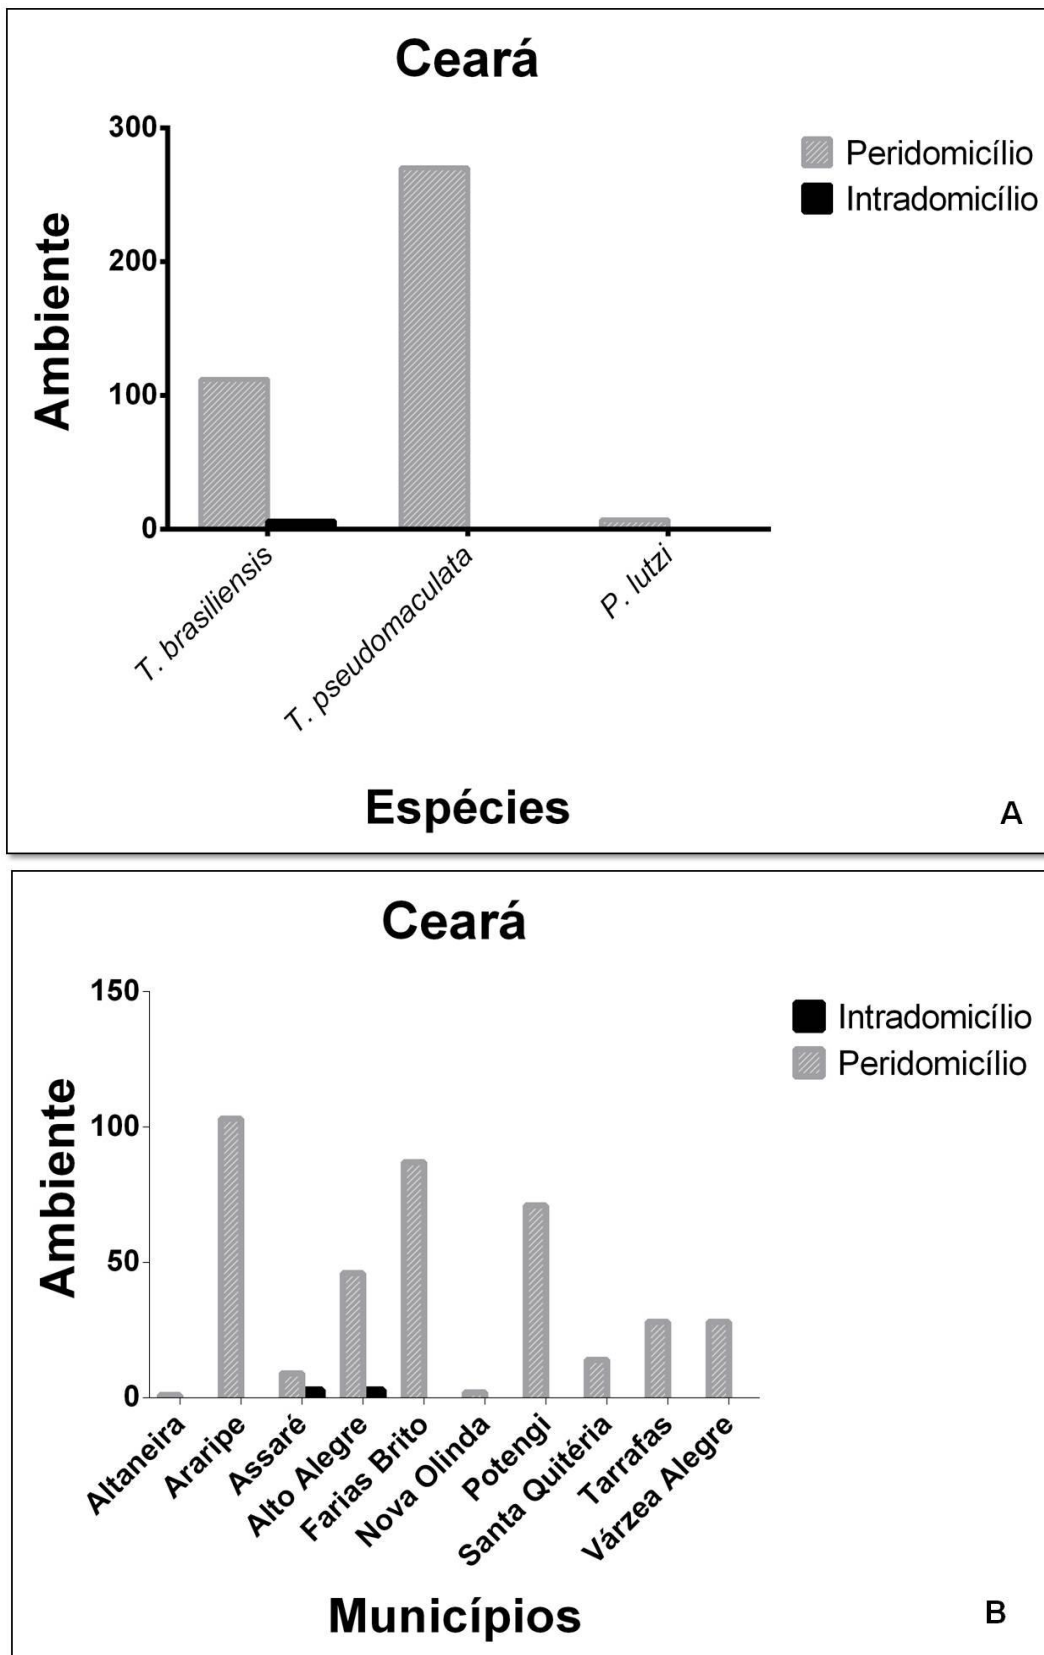 Ceará
300
200
100
0
Ambiente
Peridomicílio
Intradomicílio
T. brasiliensis
T. pseudomaculata
P. lutzi
Espécies
A
Ceará
150
100
50
0
Ambiente
Intradomicílio
Peridomicílio
Altaneira
Araripe
Assaré
Alto Alegre
Farias Brito
Nova Olinda
Potengi
Santa Quitéria
Tarrafas
Várzea Alegre
Municípios
B